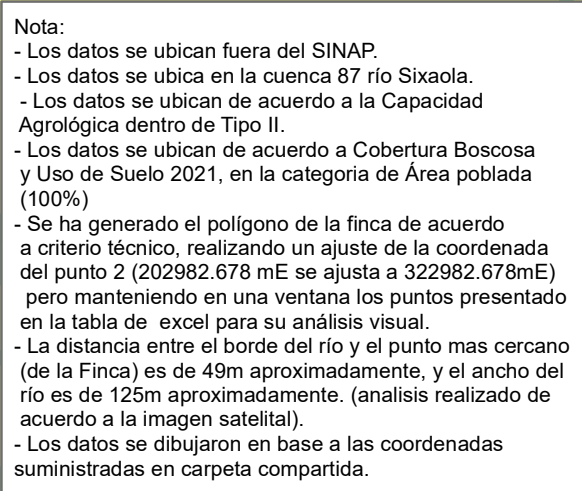 Nota:
- Los datos se ubican fuera del SINAP.
- Los datos se ubica en la cuenca 87 río Sixaola.
- Los datos se ubican de acuerdo a la Capacidad
Agrológica dentro de Tipo II.
- Los datos se ubican de acuerdo a Cobertura Boscosa
y Uso de Suelo 2021, en la categoria de Área poblada
(100%)
- Se ha generado el polígono de la finca de acuerdo
a criterio técnico, realizando un ajuste de la coordenada
del punto 2 (202982.678 mE se ajusta a 322982.678mE)
pero manteniendo en una ventana los puntos presentado
en la tabla de excel para su análisis visual.
- La distancia entre el borde del río y el punto mas cercano
(de la Finca) es de 49m aproximadamente, y el ancho del
río es de 125m aproximadamente. (analisis realizado de
acuerdo a la imagen satelital).
- Los datos se dibujaron en base a las coordenadas
suministradas en carpeta compartida.